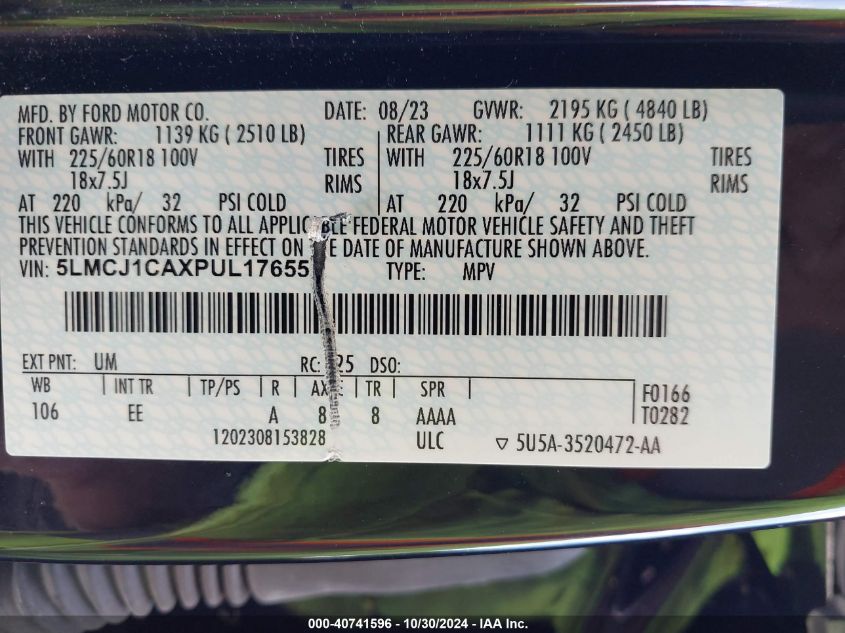 MFD. BY FORD MOTOR CO. DATE: 08/23 GVWR: 2195 KG ( 4840 LB)
FRONT GAWR: 1139 KG ( 2510 LB) REAR GAWR: 1111 KG ( 2450 LB)
WITH 225/60R18 100V TIRES WITH 225/60R18 100V TIRES
18x7.5J RIMS 18x7.5J RIMS
AT 220 kPa/ 32 PSI COLD AT 220 kPa/ 32 PSI COLD
THIS VEHICLE CONFORMS TO ALL FEDERAL MOTOR VEHICLE SAFETY AND THEFT
PREVENTION STANDARDS IN EFFECT ON DATE OF MANUFACTURE SHOWN ABOVE.
VIN: 5LMCJ1CAXPUL17655 TYPE: MPV
EXT PNT: UM RC: 25 DSO:
WB INT TR TP/PS R TR SPR F0166
106 EE A 8 8 AAAA T0282
1202308153828 ULC ▽ 5U5A-3520472-AA
000-40741596 - 10/30/2024 - IAA Inc.